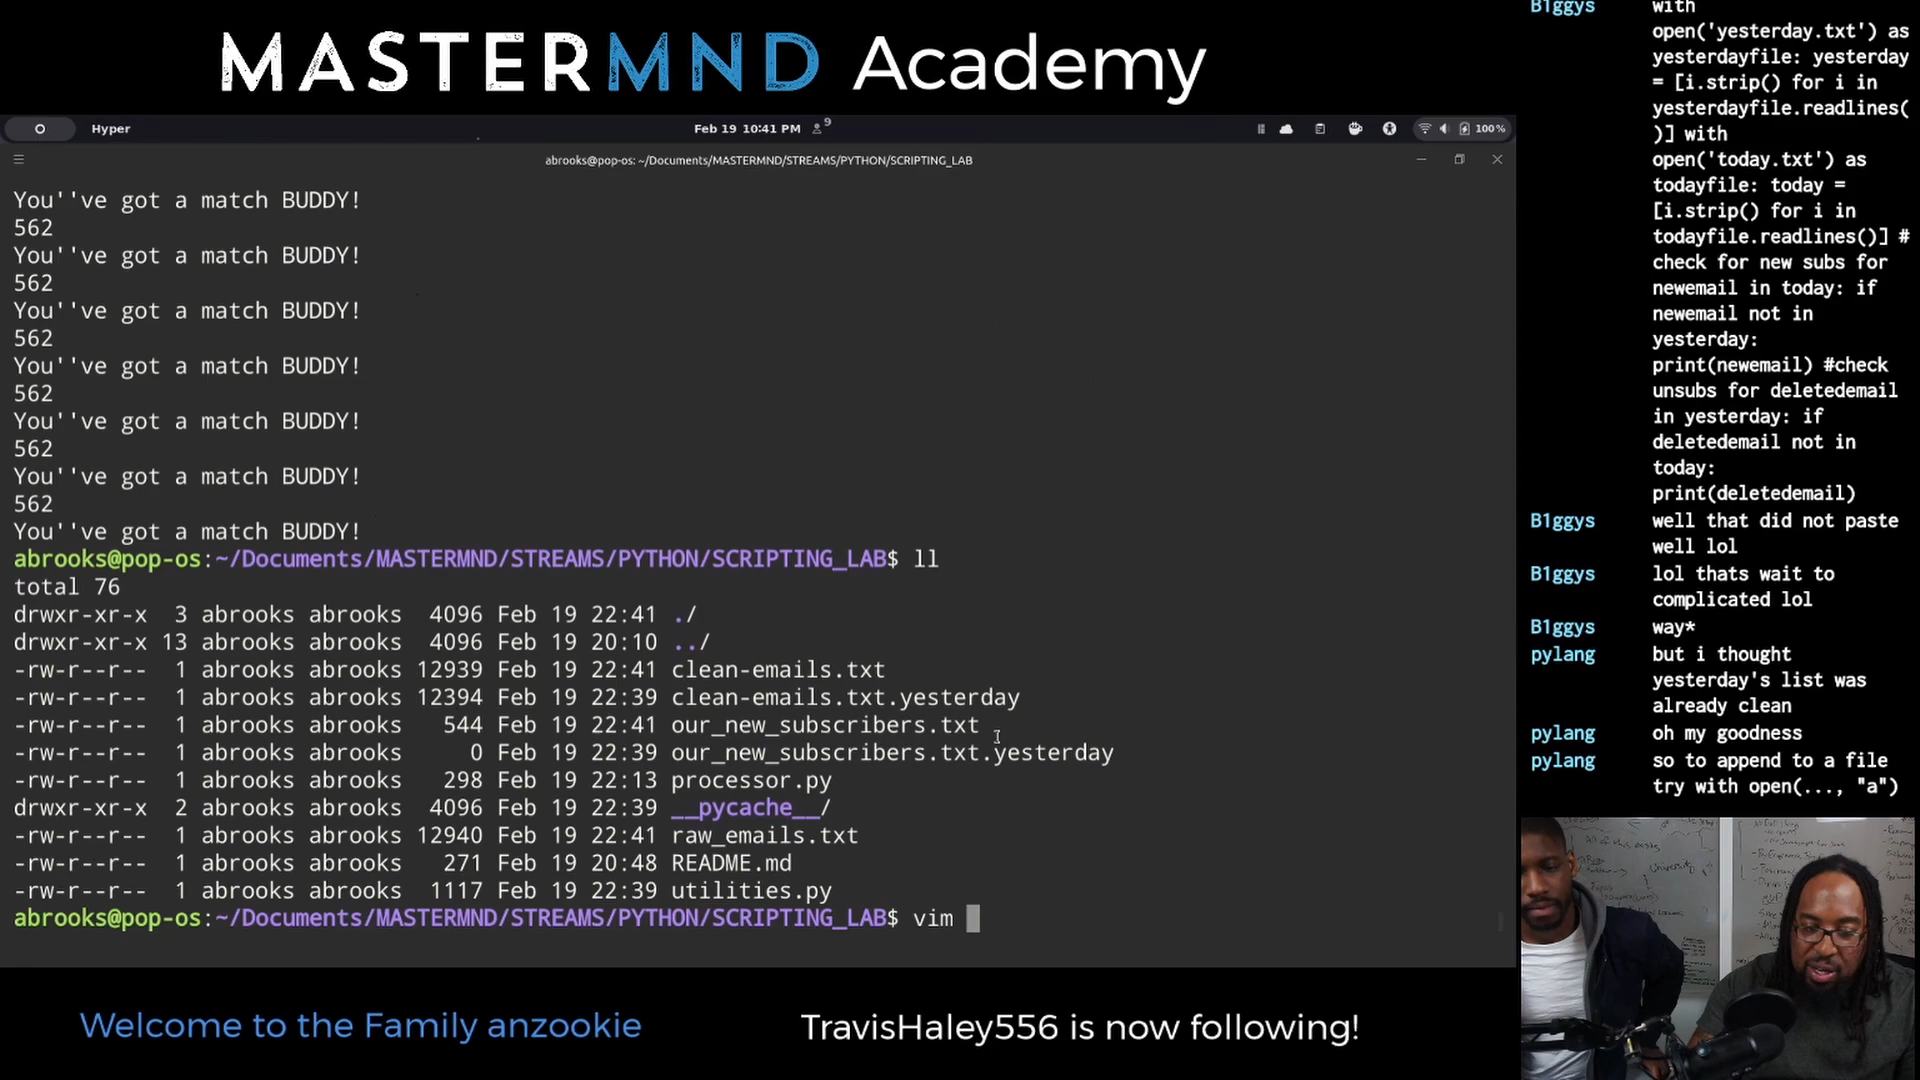 MASTERMND Academy
Hyper
Feb 19 10:41 PM
9
100%
abrooks@pop-os: ~/Documents/MASTERMND/STREAMS/PYTHON/SCRIPTING_LAB
You''ve got a match BUDDY!
562
You''ve got a match BUDDY!
562
You''ve got a match BUDDY!
562
You''ve got a match BUDDY!
562
You''ve got a match BUDDY!
562
You''ve got a match BUDDY!
562
You''ve got a match BUDDY!
abrooks@pop-os:~/Documents/MASTERMND/STREAMS/PYTHON/SCRIPTING_LAB$ ll
total 76
drwxr-xr-x  3 abrooks abrooks  4096 Feb 19 22:41 ./
drwxr-xr-x 13 abrooks abrooks  4096 Feb 19 20:10 ../
-rw-r--r--  1 abrooks abrooks 12939 Feb 19 22:41 clean-emails.txt
-rw-r--r--  1 abrooks abrooks 12394 Feb 19 22:39 clean-emails.txt.yesterday
-rw-r--r--  1 abrooks abrooks   544 Feb 19 22:41 our_new_subscribers.txt
-rw-r--r--  1 abrooks abrooks     0 Feb 19 22:39 our_new_subscribers.txt.yesterday
-rw-r--r--  1 abrooks abrooks   298 Feb 19 22:13 processor.py
drwxr-xr-x  2 abrooks abrooks  4096 Feb 19 22:39 __pycache__/
-rw-r--r--  1 abrooks abrooks 12940 Feb 19 22:41 raw_emails.txt
-rw-r--r--  1 abrooks abrooks   271 Feb 19 20:48 README.md
-rw-r--r--  1 abrooks abrooks  1117 Feb 19 22:39 utilities.py
abrooks@pop-os:~/Documents/MASTERMND/STREAMS/PYTHON/SCRIPTING_LAB$ vim
B1ggys with
open('yesterday.txt') as
yesterdayfile: yesterday
= [i.strip() for i in
yesterdayfile.readlines(
)] with
open('today.txt') as
todayfile: today =
[i.strip() for i in
todayfile.readlines()] #
check for new subs for
newemail in today: if
newemail not in
yesterday:
print(newemail) #check
unsubs for deletedemail
in yesterday: if
deletedemail not in
today:
print(deletedemail)
B1ggys well that did not paste
well lol
B1ggys lol thats wait to
complicated lol
B1ggys way*
pylang but i thought
yesterday's list was
already clean
pylang oh my goodness
pylang so to append to a file
try with open(..., "a")
Welcome to the Family anzookie
TravisHaley556 is now following!